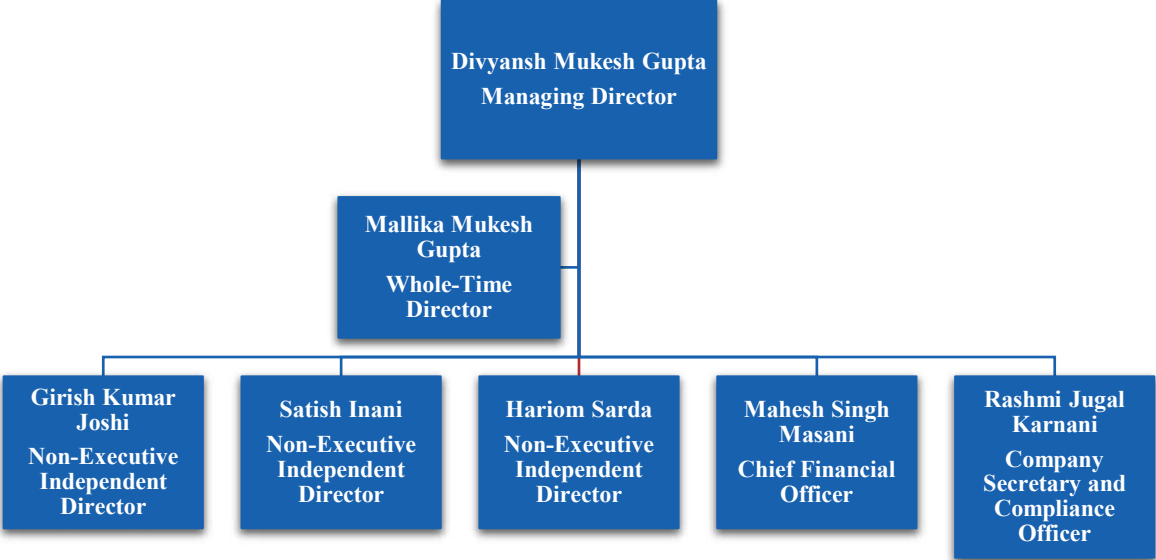 Divyansh Mukesh Gupta
Managing Director
Mallika Mukesh
Gupta
Whole-Time
Director
Girish Kumar
Joshi
Non-Executive
Independent
Director
Satish Inani
Non-Executive
Independent
Director
Hariom Sarda
Non-Executive
Independent
Director
Mahesh Singh
Masani
Chief Financial
Officer
Rashmi Jugal
Karnani
Company
Secretary and
Compliance
Officer